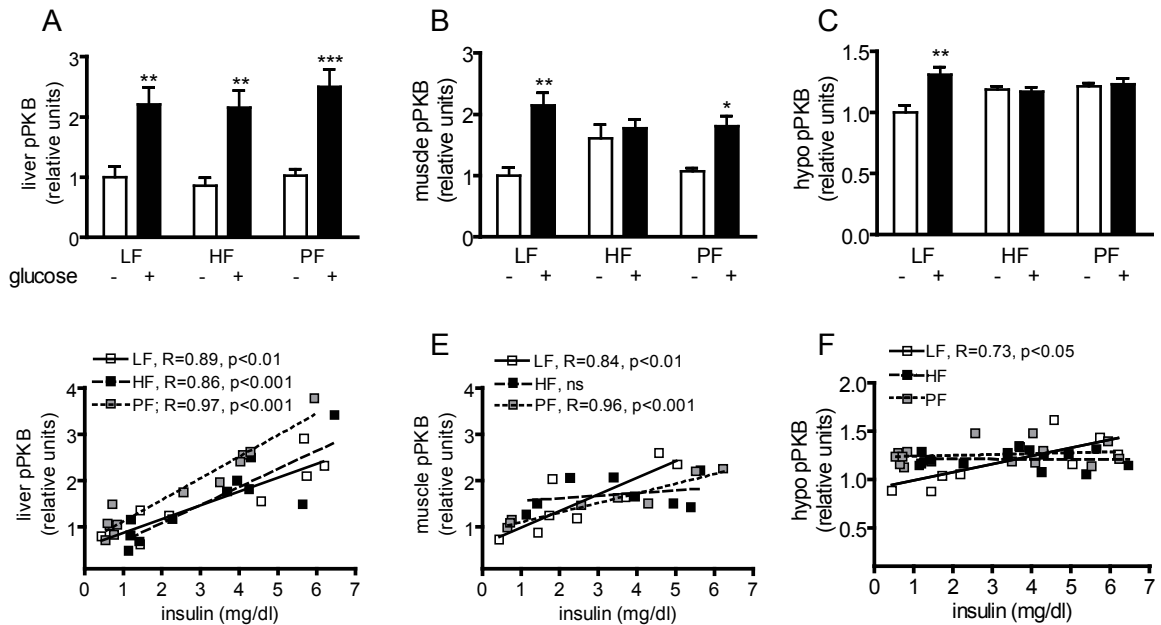 A
liver pPKB
(relative units)
3
2
1
0
** ** ***
LF HF PF
glucose - + - + - +
B
muscle pPKB
(relative units)
3
2
1
0
** *
LF HF PF
- + - + - +
C
hypo pPKB
(relative units)
1.5
1.0
0.5
0.0
**
LF HF PF
- + - + - +
LF, R=0.89, p<0.01
HF, R=0.86, p<0.001
PF; R=0.97, p<0.001
liver pPKB
(relative units)
4
3
2
1
0 1 2 3 4 5 6 7
insulin (mg/dl)
E
LF, R=0.84, p<0.01
HF, ns
PF, R=0.96, p<0.001
muscle pPKB
(relative units)
4
3
2
1
0 1 2 3 4 5 6 7
insulin (mg/dl)
F
LF, R=0.73, p<0.05
HF
PF
hypo pPKB
(relative units)
2.0
1.5
1.0
0.5
0 1 2 3 4 5 6 7
insulin (mg/dl)